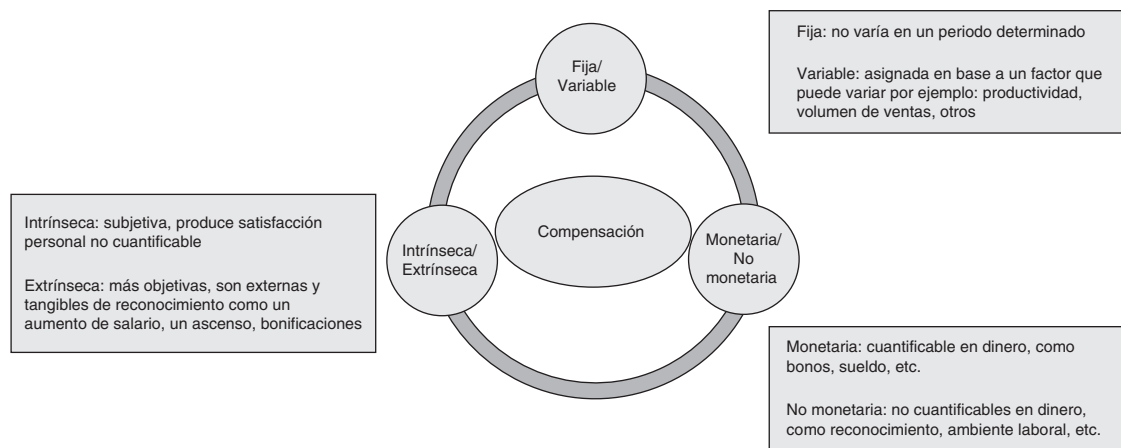 Fija: no varía en un periodo determinado
Variable: asignada en base a un factor que
puede variar por ejemplo: productividad,
volumen de ventas, otros
Fija/
Variable
Intrínseca: subjetiva, produce satisfacción
personal no cuantificable
Extrínseca: más objetivas, son externas y
tangibles de reconocimiento como un
aumento de salario, un ascenso, bonificaciones
Intrínseca/
Extrínseca
Compensación
Monetaria/
No
monetaria
Monetaria: cuantificable en dinero, como
bonos, sueldo, etc.
No monetaria: no cuantificables en dinero,
como reconocimiento, ambiente laboral, etc.